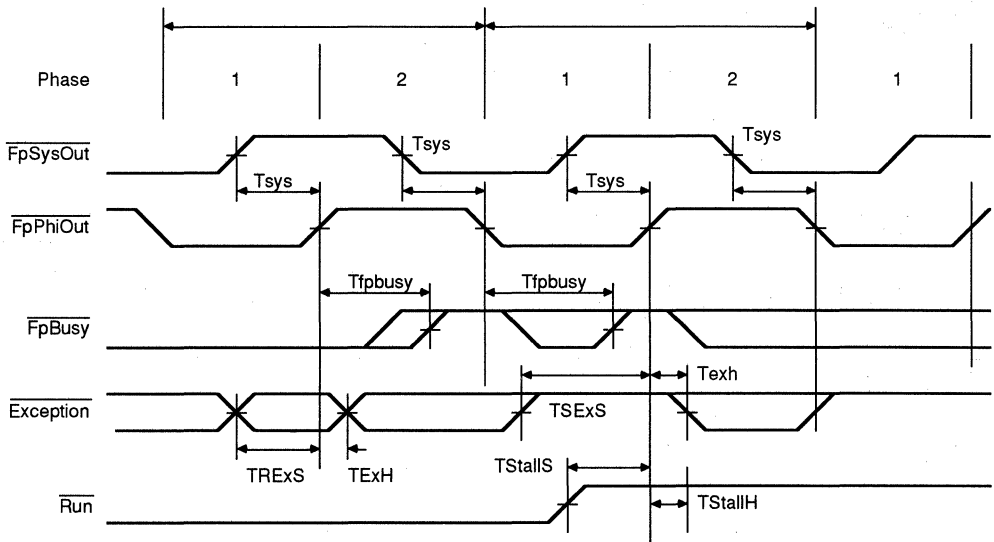 Phase 1 2 1 2 1
FpSysOut Tsys Tsys
Tsys Tsys
FpPhiOut
Tfpbusy Tfpbusy
FpBusy
Texh
Exception TSExS
TRExS TExH TStallS
Run TStallH